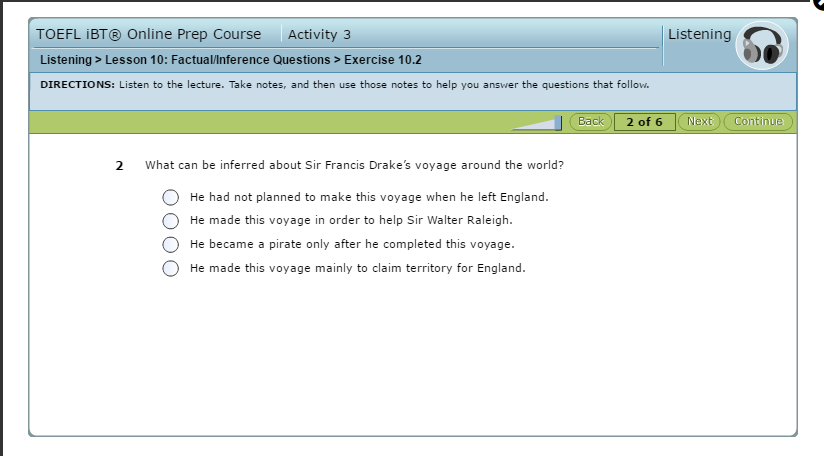 TOEFL iBT® Online Prep Course Activity 3 Listening
Listening > Lesson 10: Factual/Inference Questions > Exercise 10.2
DIRECTIONS: Listen to the lecture. Take notes, and then use those notes to help you answer the questions that follow.
Back 2 of 6 Next Continue
2 What can be inferred about Sir Francis Drake's voyage around the world?
He had not planned to make this voyage when he left England.
He made this voyage in order to help Sir Walter Raleigh.
He became a pirate only after he completed this voyage.
He made this voyage mainly to claim territory for England.